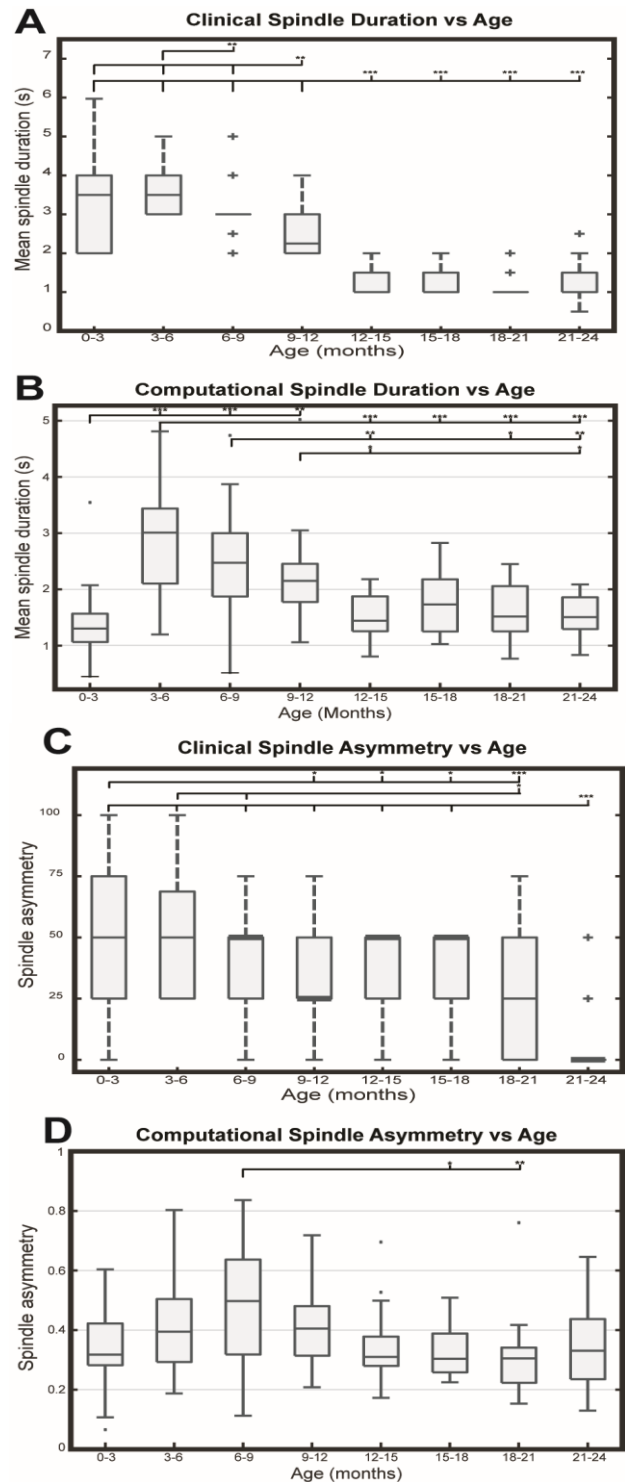 A
Clinical Spindle Duration vs Age
**
**
*** *** *** ***
Mean spindle duration (s)
7
6
5
4
3
2
1
0
0-3 3-6 6-9 9-12 12-15 15-18 18-21 21-24
Age (months)
B
Computational Spindle Duration vs Age
*** *** **
* *** *** *** ***
* ** * **
* *
Mean spindle duration (s)
5
4
3
2
1
0-3 3-6 6-9 9-12 12-15 15-18 18-21 21-24
Age (Months)
C
Clinical Spindle Asymmetry vs Age
* * * ***
*
***
Spindle asymmetry
100
75
50
25
0
0-3 3-6 6-9 9-12 12-15 15-18 18-21 21-24
Age (months)
D
Computational Spindle Asymmetry vs Age
* **
Spindle asymmetry
1
0.8
0.6
0.4
0.2
0
0-3 3-6 6-9 9-12 12-15 15-18 18-21 21-24
Age (months)